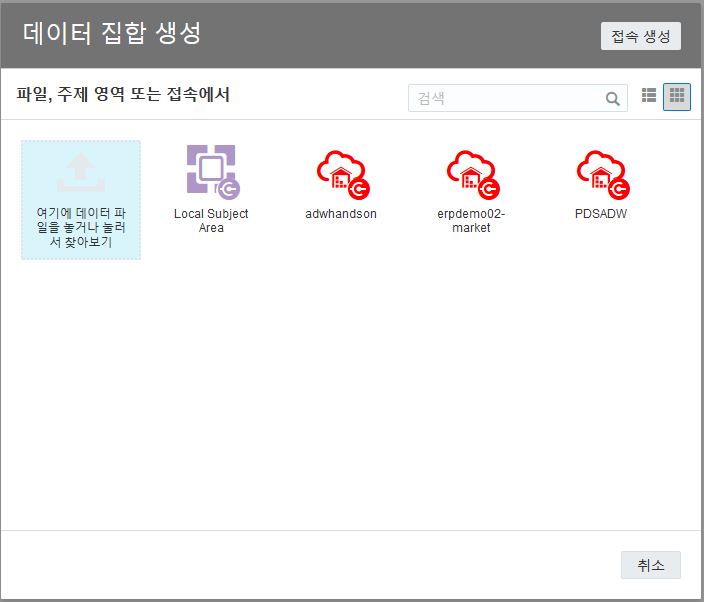 데이터 집합 생성
접속 생성
파일, 주제 영역 또는 접속에서
검색
여기에 데이터 파
일을 놓거나 눌러
서 찾아보기
Local Subject
Area
adwhandson
erpdemo02-
market
PDSADW
취소